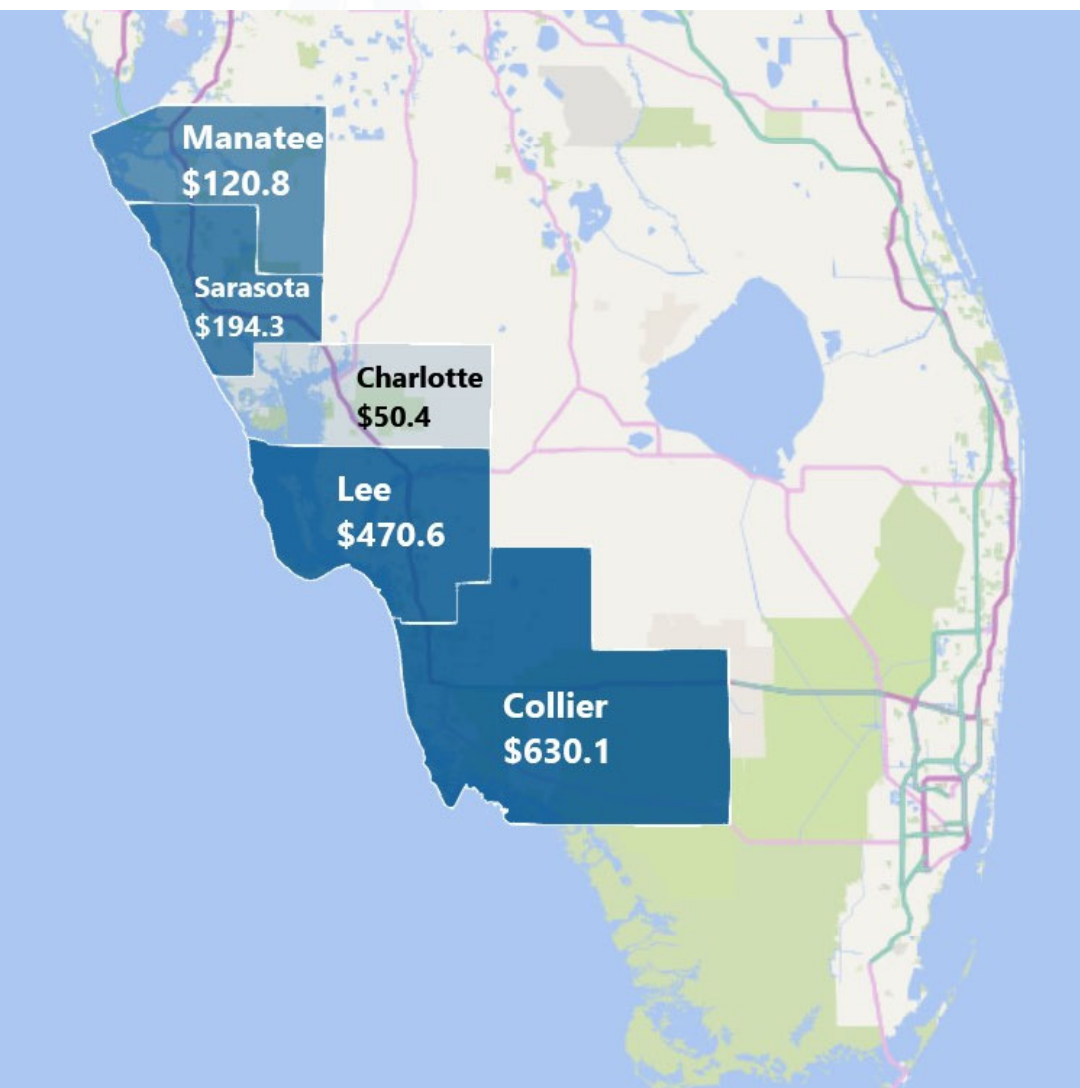 Manatee
$120.8
Sarasota
$194.3
Charlotte
$50.4
Lee
$470.6
Collier
$630.1